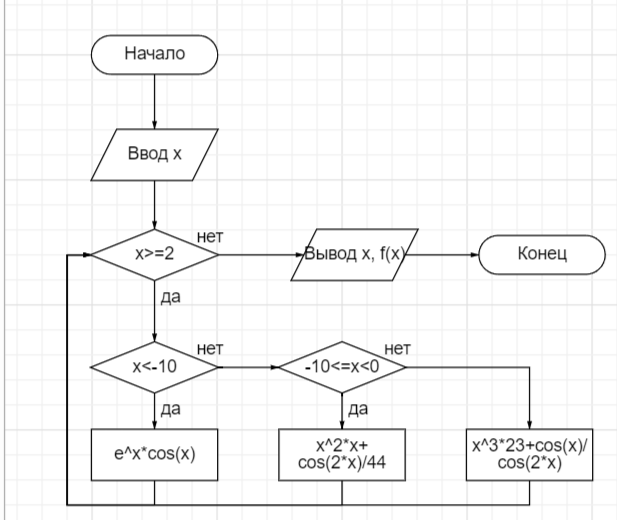 Начало
Ввод x
x>=2
нет
Вывод x, f(x)
Конец
да
x<-10
нет
-10<=x<0
нет
да
да
e^x*cos(x)
x^2*x+
cos(2*x)/44
x^3*23+cos(x)/
cos(2*x)